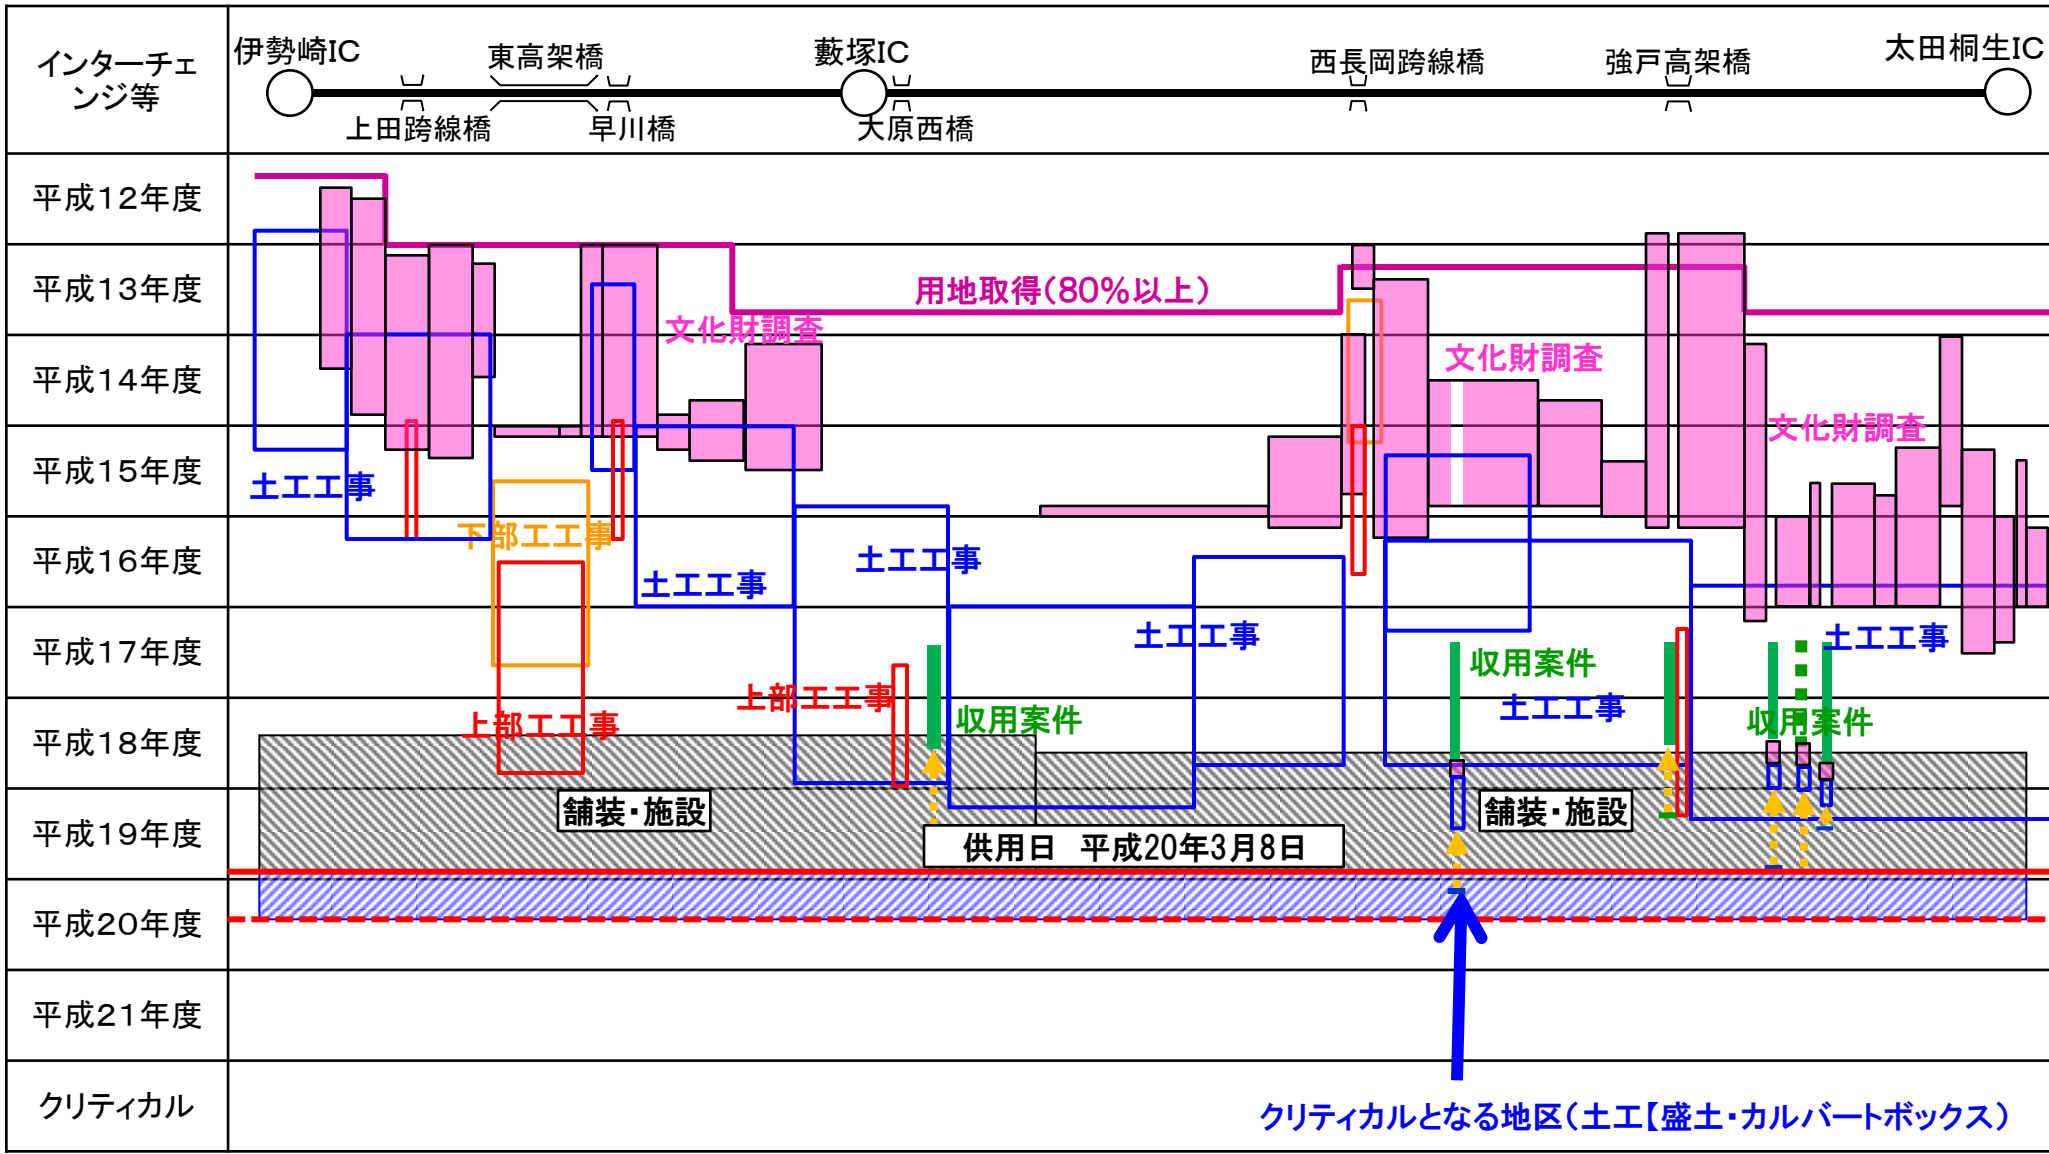 インターチェ
ンジ等
伊勢崎IC
東高架橋
藪塚IC
西長岡跨線橋
強戸高架橋
太田桐生IC
上田跨線橋
早川橋
大原西橋
平成12年度
平成13年度
用地取得(80%以上)
文化財調査
平成14年度
文化財調査
文化財調査
平成15年度
土工工事
平成16年度
下部工工事
土工工事
土工工事
平成17年度
土工工事
土工工事
収用案件
上部工工事
土工工事
平成18年度
上部工工事
収用案件
収用案件
舗装・施設
舗装・施設
平成19年度
供用日 平成20年3月8日
平成20年度
平成21年度
クリティカル
クリティカルとなる地区(土工【盛土・カルバートボックス)